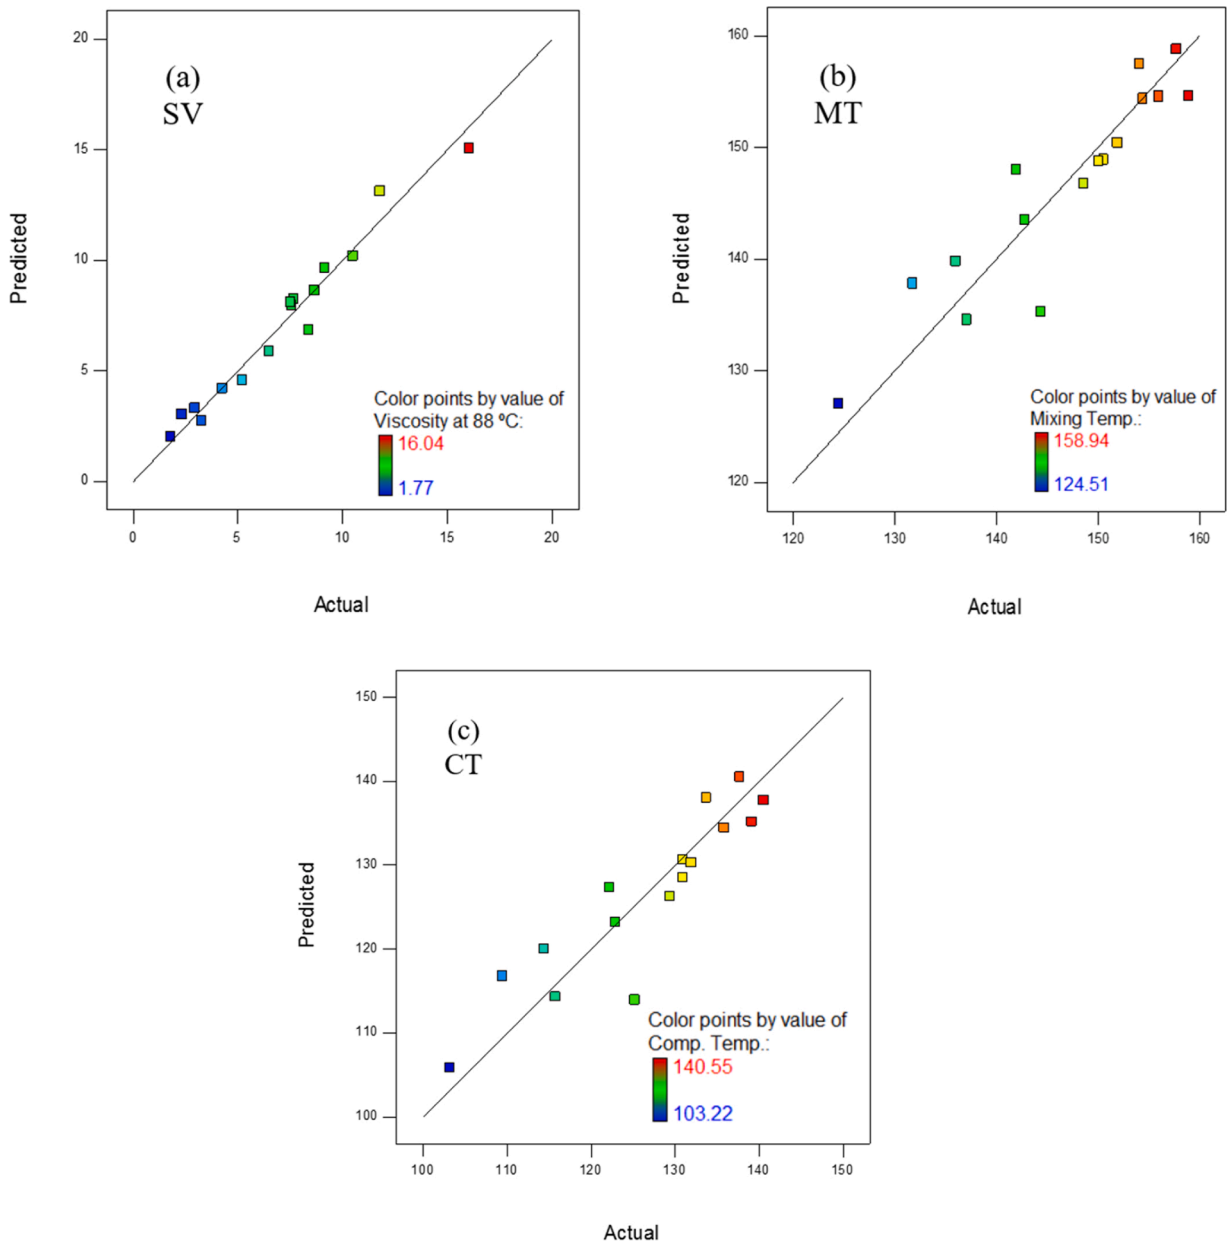 (a)
SV
20
15
10
5
0
Predicted
Color points by value of
Viscosity at 88 ºC:
16.04
1.77
0 5 10 15 20
Actual
(b)
MT
160
150
140
130
120
Predicted
Color points by value of
Mixing Temp.:
158.94
124.51
120 130 140 150 160
Actual
(c)
CT
150
140
130
120
110
100
Predicted
Color points by value of
Comp. Temp.:
140.55
103.22
100 110 120 130 140 150
Actual